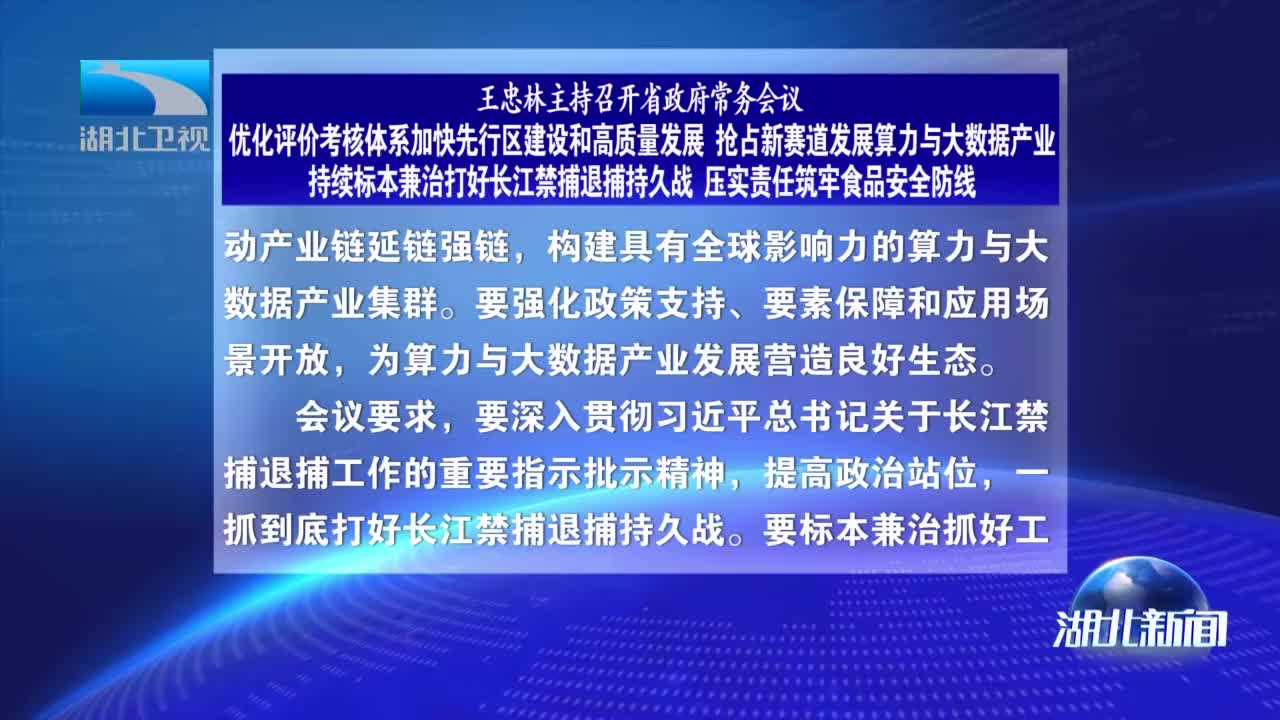 湖北卫视
王忠林主持召开省政府常务会议
优化评价考核体系加快先行区建设和高质量发展 抢占新赛道发展算力与大数据产业
持续标本兼治打好长江禁捕退捕持久战 压实责任筑牢食品安全防线
动产业链延链强链，构建具有全球影响力的算力与大
数据产业集群。要强化政策支持、要素保障和应用场
景开放，为算力与大数据产业发展营造良好生态。
会议要求，要深入贯彻习近平总书记关于长江禁
捕退捕工作的重要指示批示精神，提高政治站位，一
抓到底打好长江禁捕退捕持久战。要标本兼治抓好工
湖北新闻